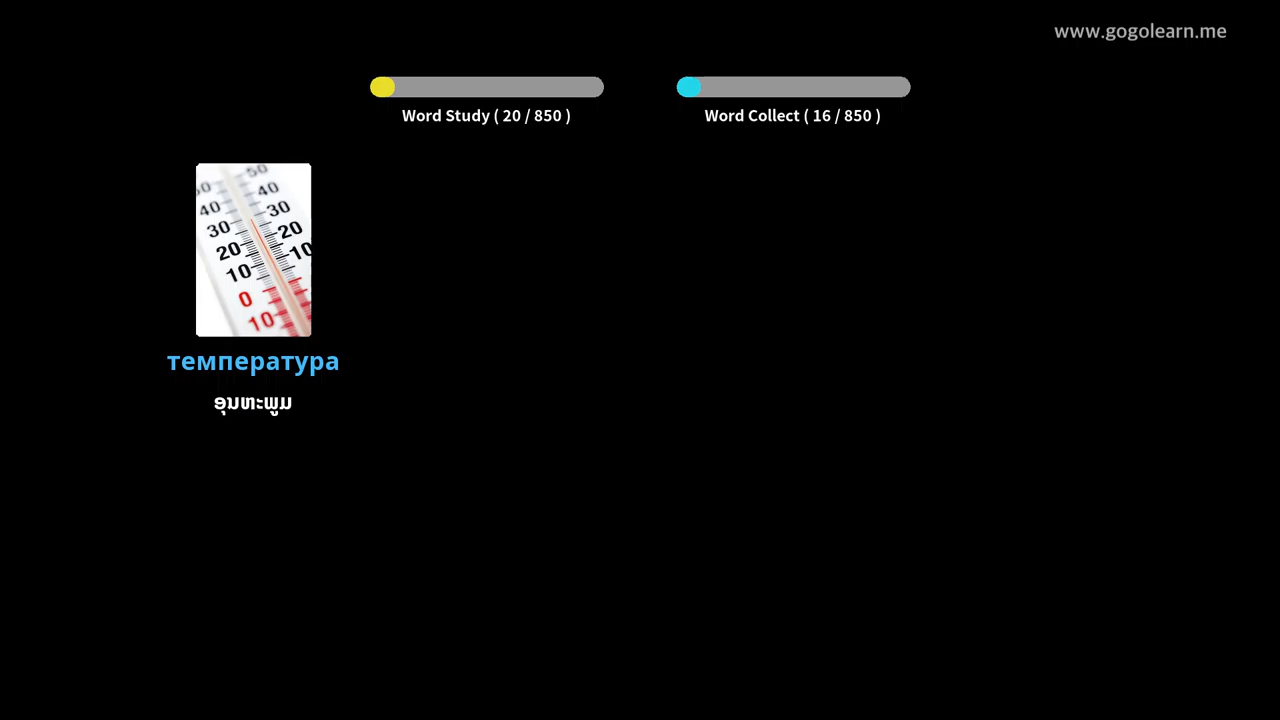 www.gogolearn.me
Word Study ( 20 / 850 )
Word Collect ( 16 / 850 )
50
40 40
30 30
20 20
10 10
0
10
температура
ອຸນຫະພູມ